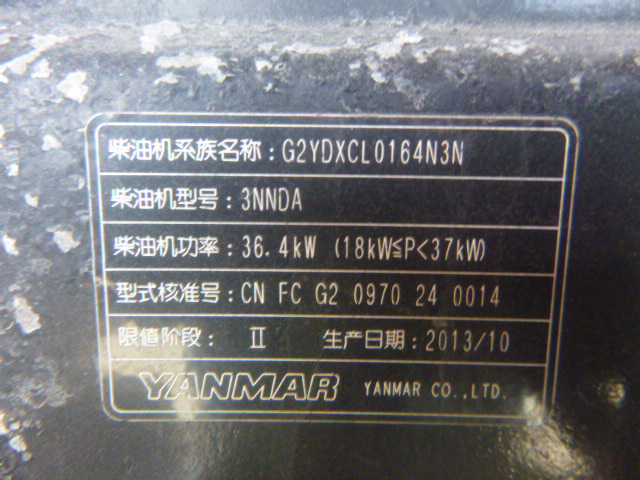 柴油机系族名称：G2YDXCL0164N3N
柴油机型号：3NNDA
柴油机功率：36.4kW (18kW≦P<37kW)
型式核准号：CN FC G2 0970 24 0014
限值阶段： Ⅱ 生产日期：2013/10
YANMAR YANMAR CO.,LTD.